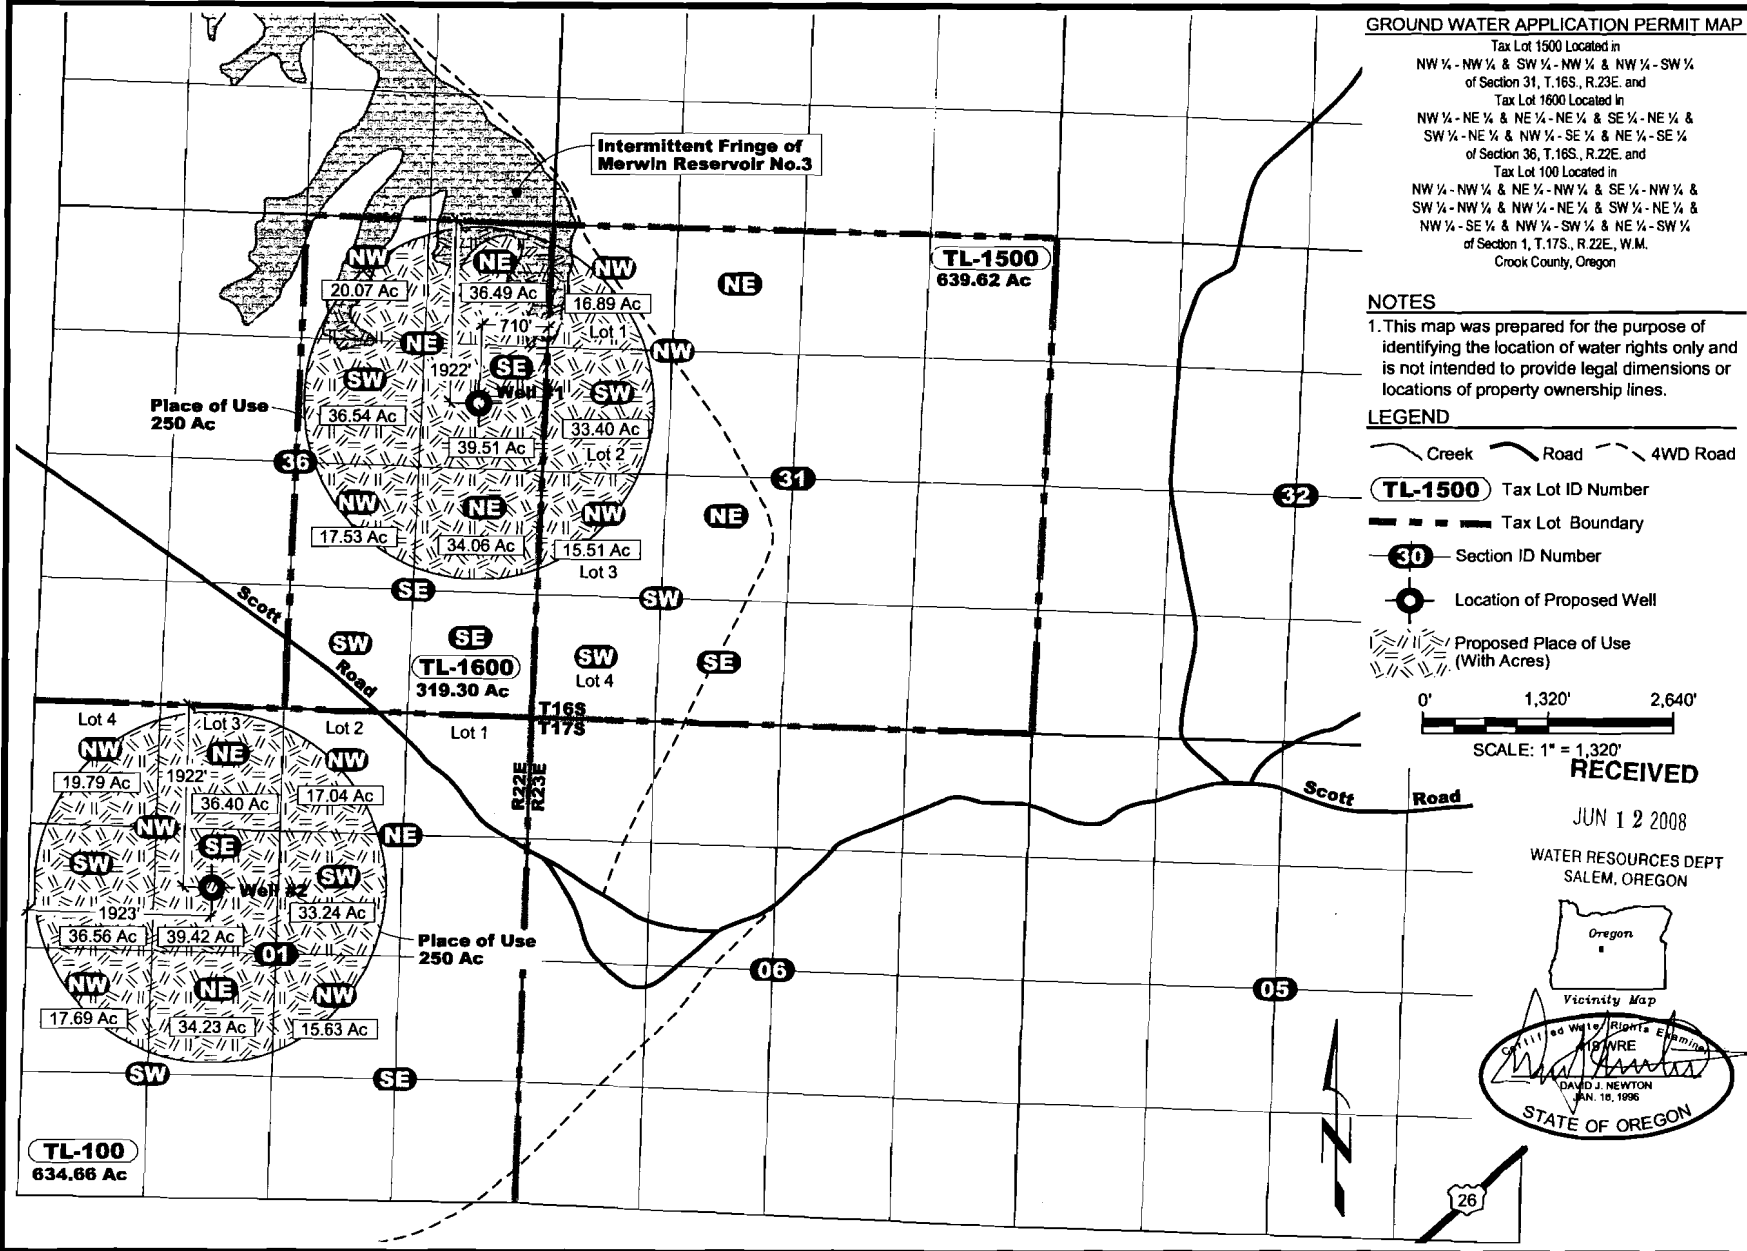 GROUND WATER APPLICATION PERMIT MAP
Tax Lot 1500 Located in
NW ¼ - NW ¼ & SW ¼ - NW ¼ & NW ¼ - SW ¼
of Section 31, T.16S., R.23E. and
Tax Lot 1600 Located in
NW ¼ - NE ¼ & NE ¼ - NE ¼ & SE ¼ - NE ¼ &
SW ¼ - NE ¼ & NW ¼ - SE ¼ & NE ¼ - SE ¼
of Section 36, T.16S., R.22E. and
Tax Lot 100 Located in
NW ¼ - NW ¼ & NE ¼ - NW ¼ & SE ¼ - NW ¼ &
SW ¼ - NW ¼ & NW ¼ - NE ¼ & SW ¼ - NE ¼ &
NW ¼ - SE ¼ & NW ¼ - SW ¼ & NE ¼ - SW ¼
of Section 1, T.17S., R.22E., W.M.
Crook County, Oregon
NOTES
1. This map was prepared for the purpose of
identifying the location of water rights only and
is not intended to provide legal dimensions or
locations of property ownership lines.
LEGEND
Creek
Road
4WD Road
TL-1500
Tax Lot ID Number
Tax Lot Boundary
30
Section ID Number
Location of Proposed Well
Proposed Place of Use
(With Acres)
0'
1,320'
2,640'
SCALE: 1" = 1,320'
RECEIVED
JUN 12 2008
WATER RESOURCES DEPT
SALEM, OREGON
Oregon
Vicinity Map
Certified Water Rights Examiner
WRE
DAVID J. NEWTON
JAN. 16, 1996
STATE OF OREGON
26
N
Intermittent Fringe of
Merwin Reservoir No.3
TL-1500
639.62 Ac
NW
NE
NW
NE
20.07 Ac
36.49 Ac
16.89 Ac
710'
Lot 1
NE
NW
1922'
SE
SW
SW
Well #1
Place of Use
250 Ac
36.54 Ac
33.40 Ac
39.51 Ac
Lot 2
36
31
32
NW
NE
NW
NE
17.53 Ac
34.06 Ac
15.51 Ac
Lot 3
SE
SW
Scott
Road
SW
SE
SW
SE
TL-1600
319.30 Ac
Lot 4
T16S
T17S
R22E
R23E
Lot 4
Lot 3
Lot 2
Lot 1
NW
NE
NW
19.79 Ac
1922'
36.40 Ac
17.04 Ac
NW
NE
SE
SW
SW
Well #2
1923'
33.24 Ac
36.56 Ac
39.42 Ac
Place of Use
250 Ac
01
06
05
Scott
Road
NW
NE
NW
17.69 Ac
34.23 Ac
15.63 Ac
SW
SE
TL-100
634.66 Ac